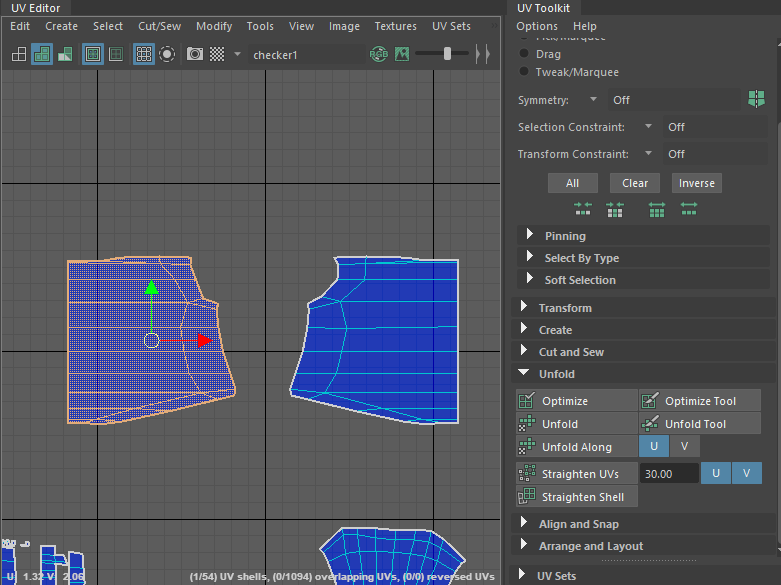 UV Editor
Edit Create Select Cut/Sew Modify Tools View Image Textures UV Sets
checker1
RGB
U: 1.32 V: 2.06
(1/54) UV shells, (0/1094) overlapping UVs, (0/0) reversed UVs
UV Toolkit
Options Help
Pick/Marquee
Drag
Tweak/Marquee
Symmetry: Off
Selection Constraint: Off
Transform Constraint: Off
All Clear Inverse
Pinning
Select By Type
Soft Selection
Transform
Create
Cut and Sew
Unfold
Optimize Optimize Tool
Unfold Unfold Tool
Unfold Along U V
Straighten UVs 30.00 U V
Straighten Shell
Align and Snap
Arrange and Layout
UV Sets